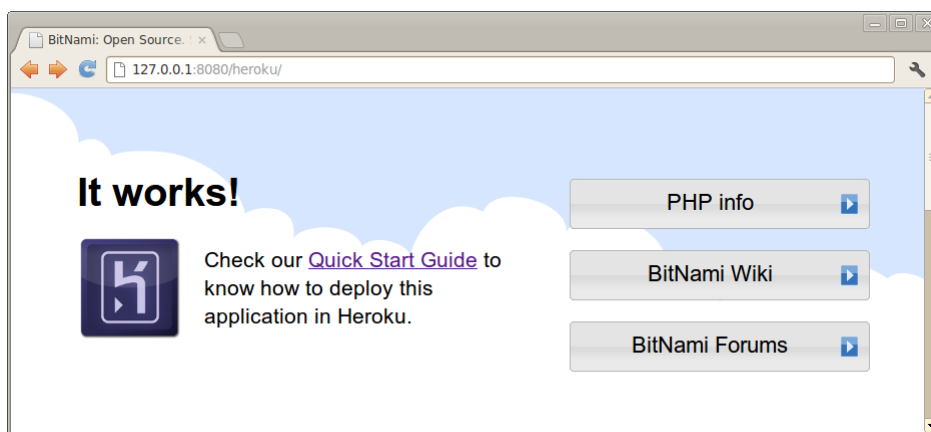 BitNami: Open Source.
127.0.0.1:8080/heroku/
It works!
Check our Quick Start Guide to
know how to deploy this
application in Heroku.
PHP info
BitNami Wiki
BitNami Forums